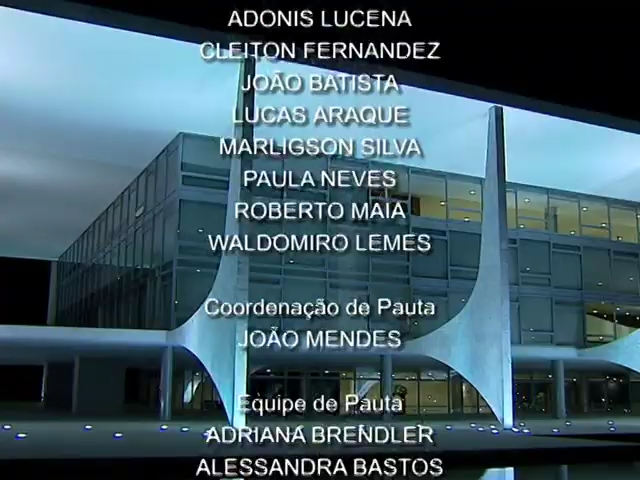 ADONIS LUCENA
CLEITON FERNANDEZ
JOÃO BATISTA
LUCAS ARAQUE
MARLIGSON SILVA
PAULA NEVES
ROBERTO MAIA
WALDOMIRO LEMES
Coordenação de Pauta
JOÃO MENDES
Equipe de Pauta
ADRIANA BRENDLER
ALESSANDRA BASTOS